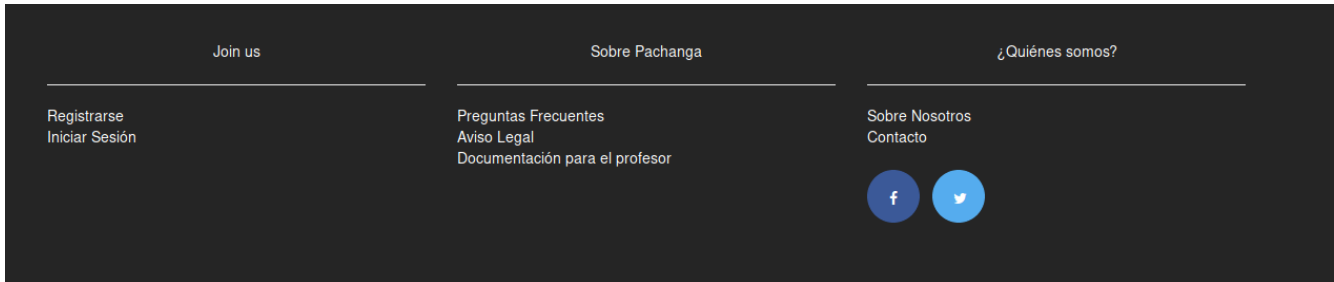 Join us
Registrarse
Iniciar Sesión
Sobre Pachanga
Preguntas Frecuentes
Aviso Legal
Documentación para el profesor
¿Quiénes somos?
Sobre Nosotros
Contacto